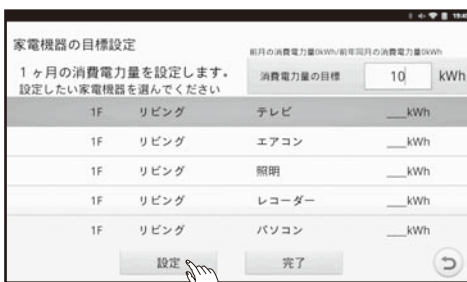 19:4
家電機器の目標設定
前月の消費電力量0kWh/前年同月の消費電力量0kWh
1ヶ月の消費電力量を設定します。
設定したい家電機器を選んでください
消費電力量の目標 10 kWh
1F リビング テレビ ___kWh
1F リビング エアコン ___kWh
1F リビング 照明 ___kWh
1F リビング レコーダー ___kWh
1F リビング パソコン ___kWh
設定 完了